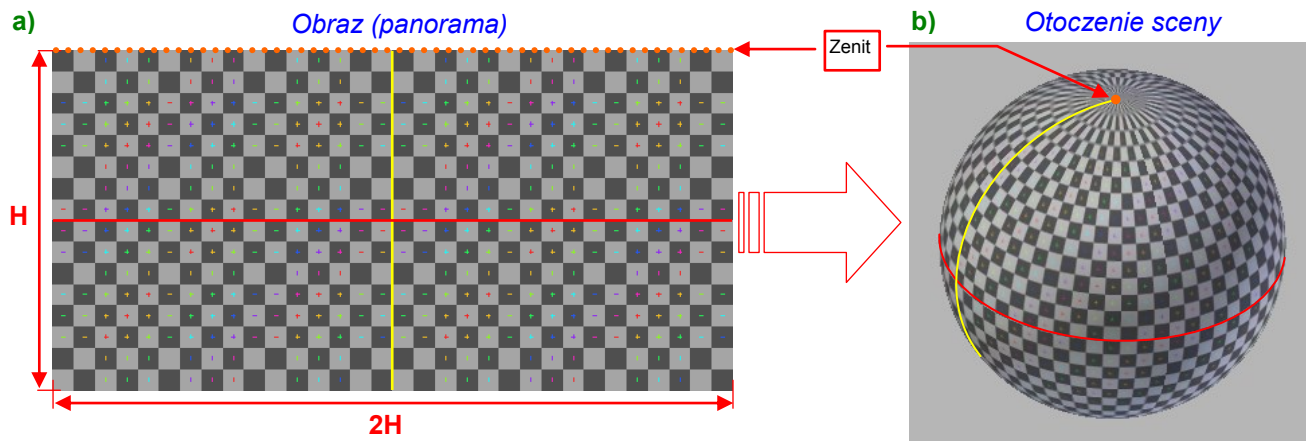 a)
Obraz (panorama)
Zenit
b)
Otoczenie sceny
H
2H